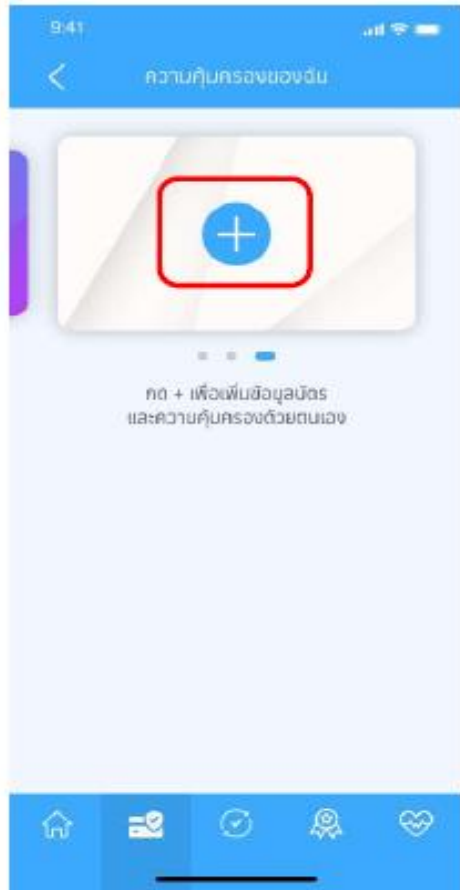 9:41
ความคุ้มครองของฉัน
กด + เพื่อเพิ่มข้อมูลบัตร
และความคุ้มครองด้วยตนเอง